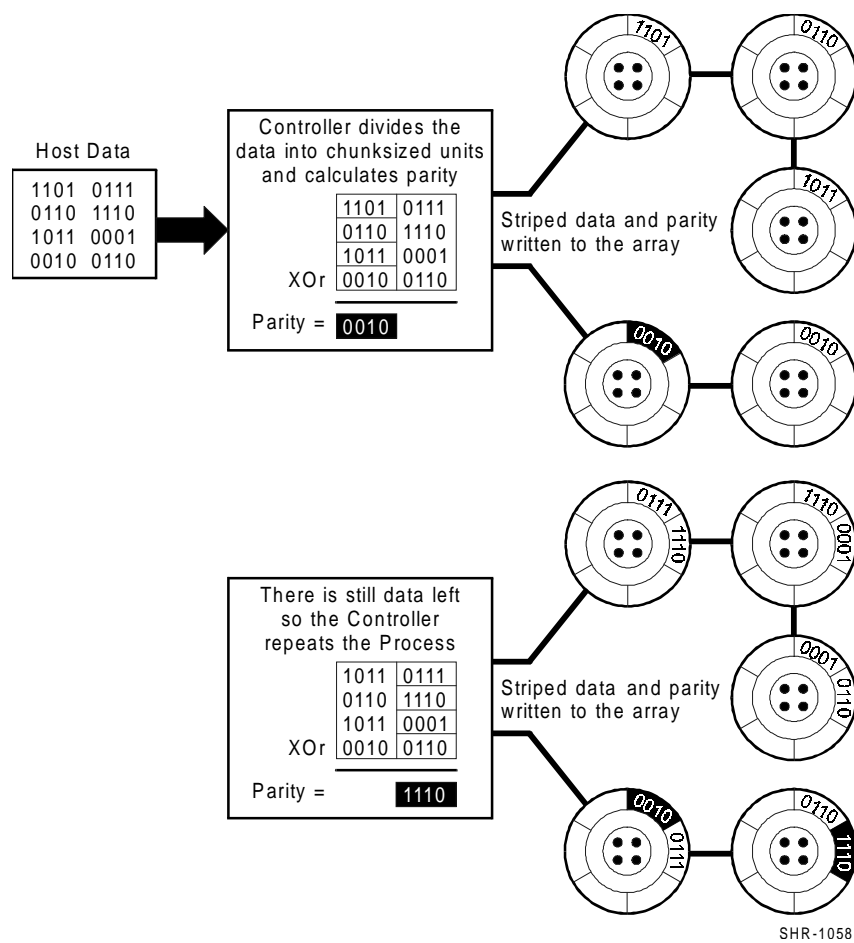 1101
0110
Controller divides the
data into chunksized units
and calculates parity
Host Data
1101 0111
0110 1110
1011 0001
0010 0110
1101 0111
0110 1110
1011 0001
XOr 0010 0110
Parity = 0010
Striped data and parity
written to the array
1011
0010
0010
0111
1110
1110
0001
There is still data left
so the Controller
repeats the Process
1011 0111
0110 1110
1011 0001
XOr 0010 0110
Parity = 1110
Striped data and parity
written to the array
0001
0110
0010
0111
0110
1110
SHR-1058